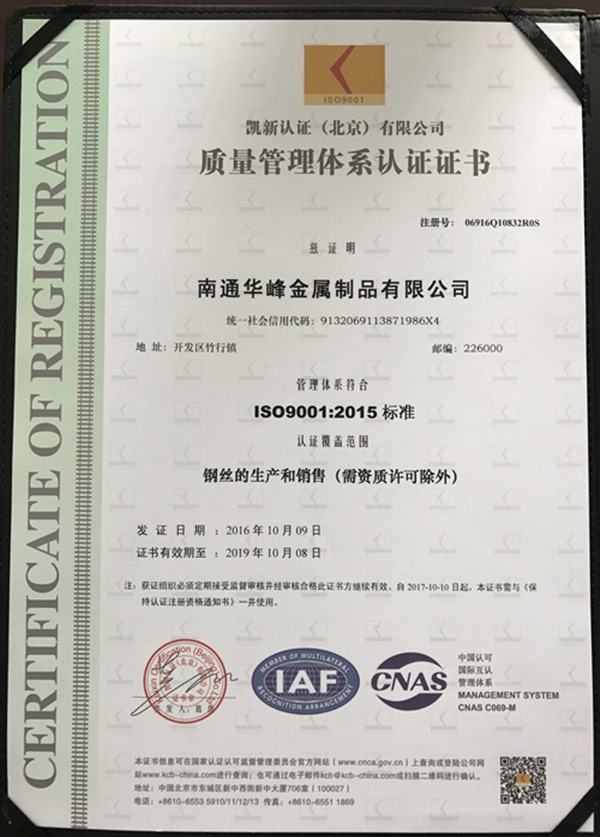 CERTIFICATE OF REGISTRATION
ISO9001
凯新认证（北京）有限公司
质量管理体系认证证书
注册号： 06916Q10832R0S
兹证明
南通华峰金属制品有限公司
统一社会信用代码：9132069113871986X4
地 址：开发区竹行镇 邮编：226000
管理体系符合
ISO9001:2015 标准
认证覆盖范围
钢丝的生产和销售（需资质许可除外）
发 证 日 期 ：2016 年 10 月 09 日
证书有效期至 ：2019 年 10 月 08 日
注：获证组织必须定期接受监督审核并经审核合格此证书方继续有效。自 2017-10-10 起，本证书需与《保
持认证注册资格通知书》一并使用。
Certification (Beijing)
MEMBER OF MULTILATERAL
IAF
RECOGNITION ARRANGEMENT
CNAS
中国认可
国际互认
管理体系
MANAGEMENT SYSTEM
CNAS C069-M
本证书信息可在国家认证认可监督管理委员会官方网站（www.cnca.gov.cn）上查询或登陆公司网
站www.kcb--china.com进行查询；也可通过电子邮件kcb@kcb--china.com或扫描二维码进行查询。
地址：中国北京市东城区新中西街新中大厦706室（100027）
电话：+8610-6553 5910/11/12/13 传真：+8610-6551 1869